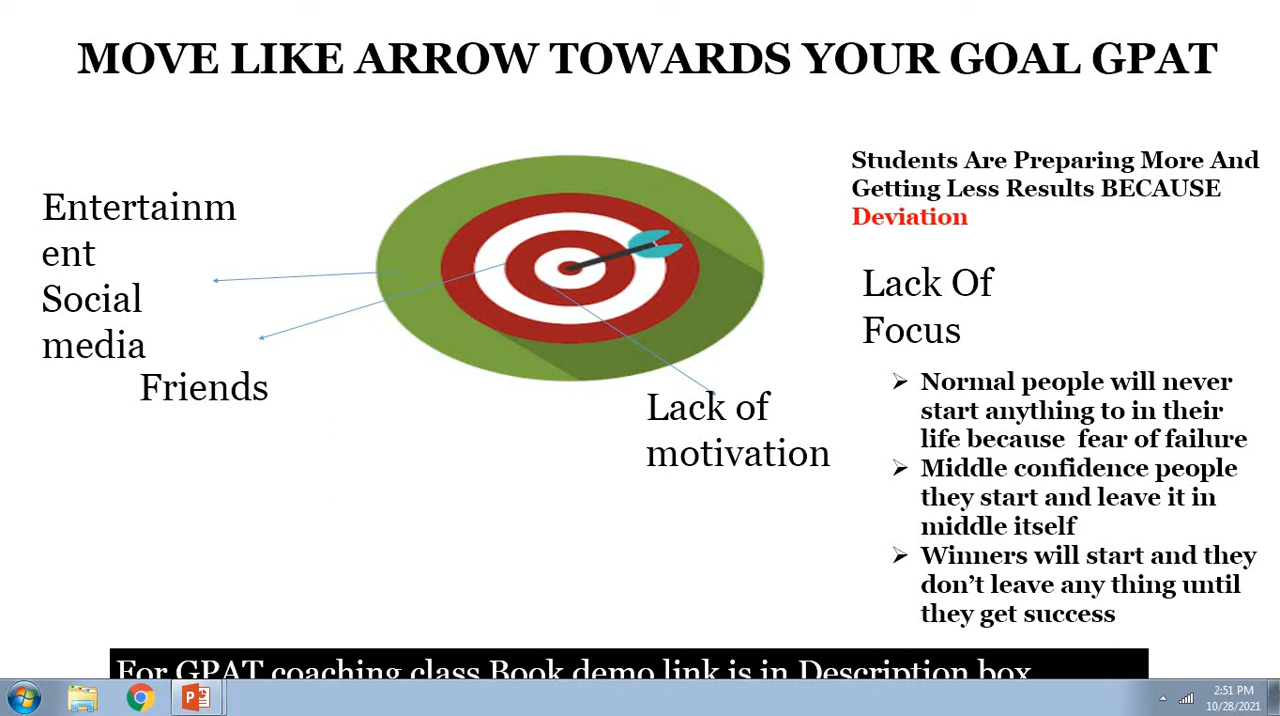 MOVE LIKE ARROW TOWARDS YOUR GOAL GPAT
Entertainm
ent
Social
media
Friends
Lack of
motivation
Students Are Preparing More And
Getting Less Results BECAUSE
Deviation
Lack Of
Focus
Normal people will never
start anything to in their
life because fear of failure
Middle confidence people
they start and leave it in
middle itself
Winners will start and they
don’t leave any thing until
they get success
For GPAT coaching class Book demo link is in Description box
2:51 PM
10/28/2021